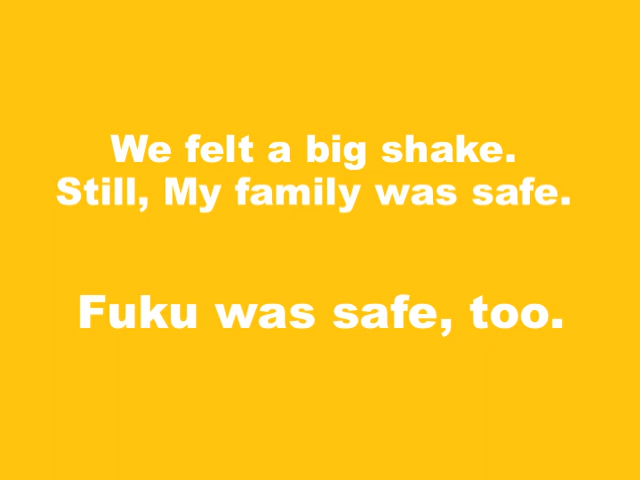 We felt a big shake.
Still, My family was safe.
Fuku was safe, too.